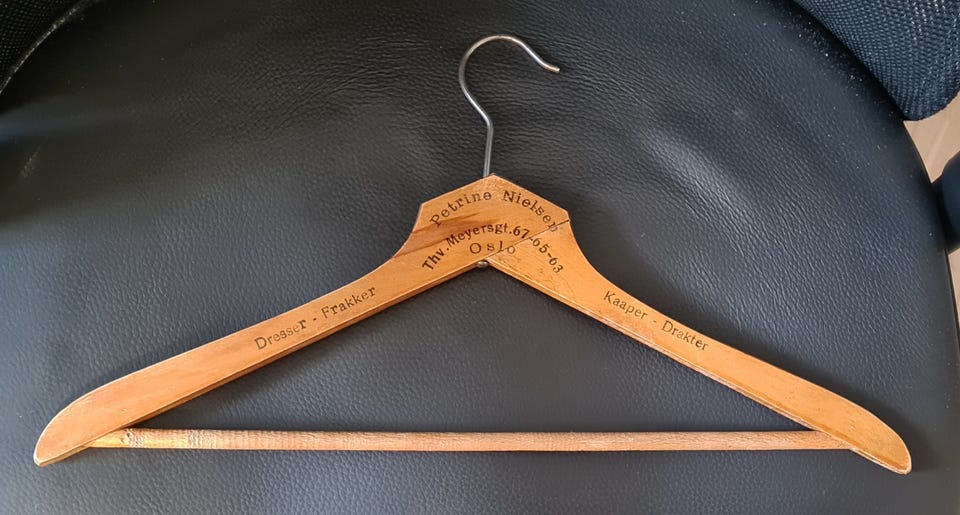 Petrine Nielsen
Thv.Meyersgt.67-65-63
Oslo
Dresser - Frakker
Kaaper - Drakter